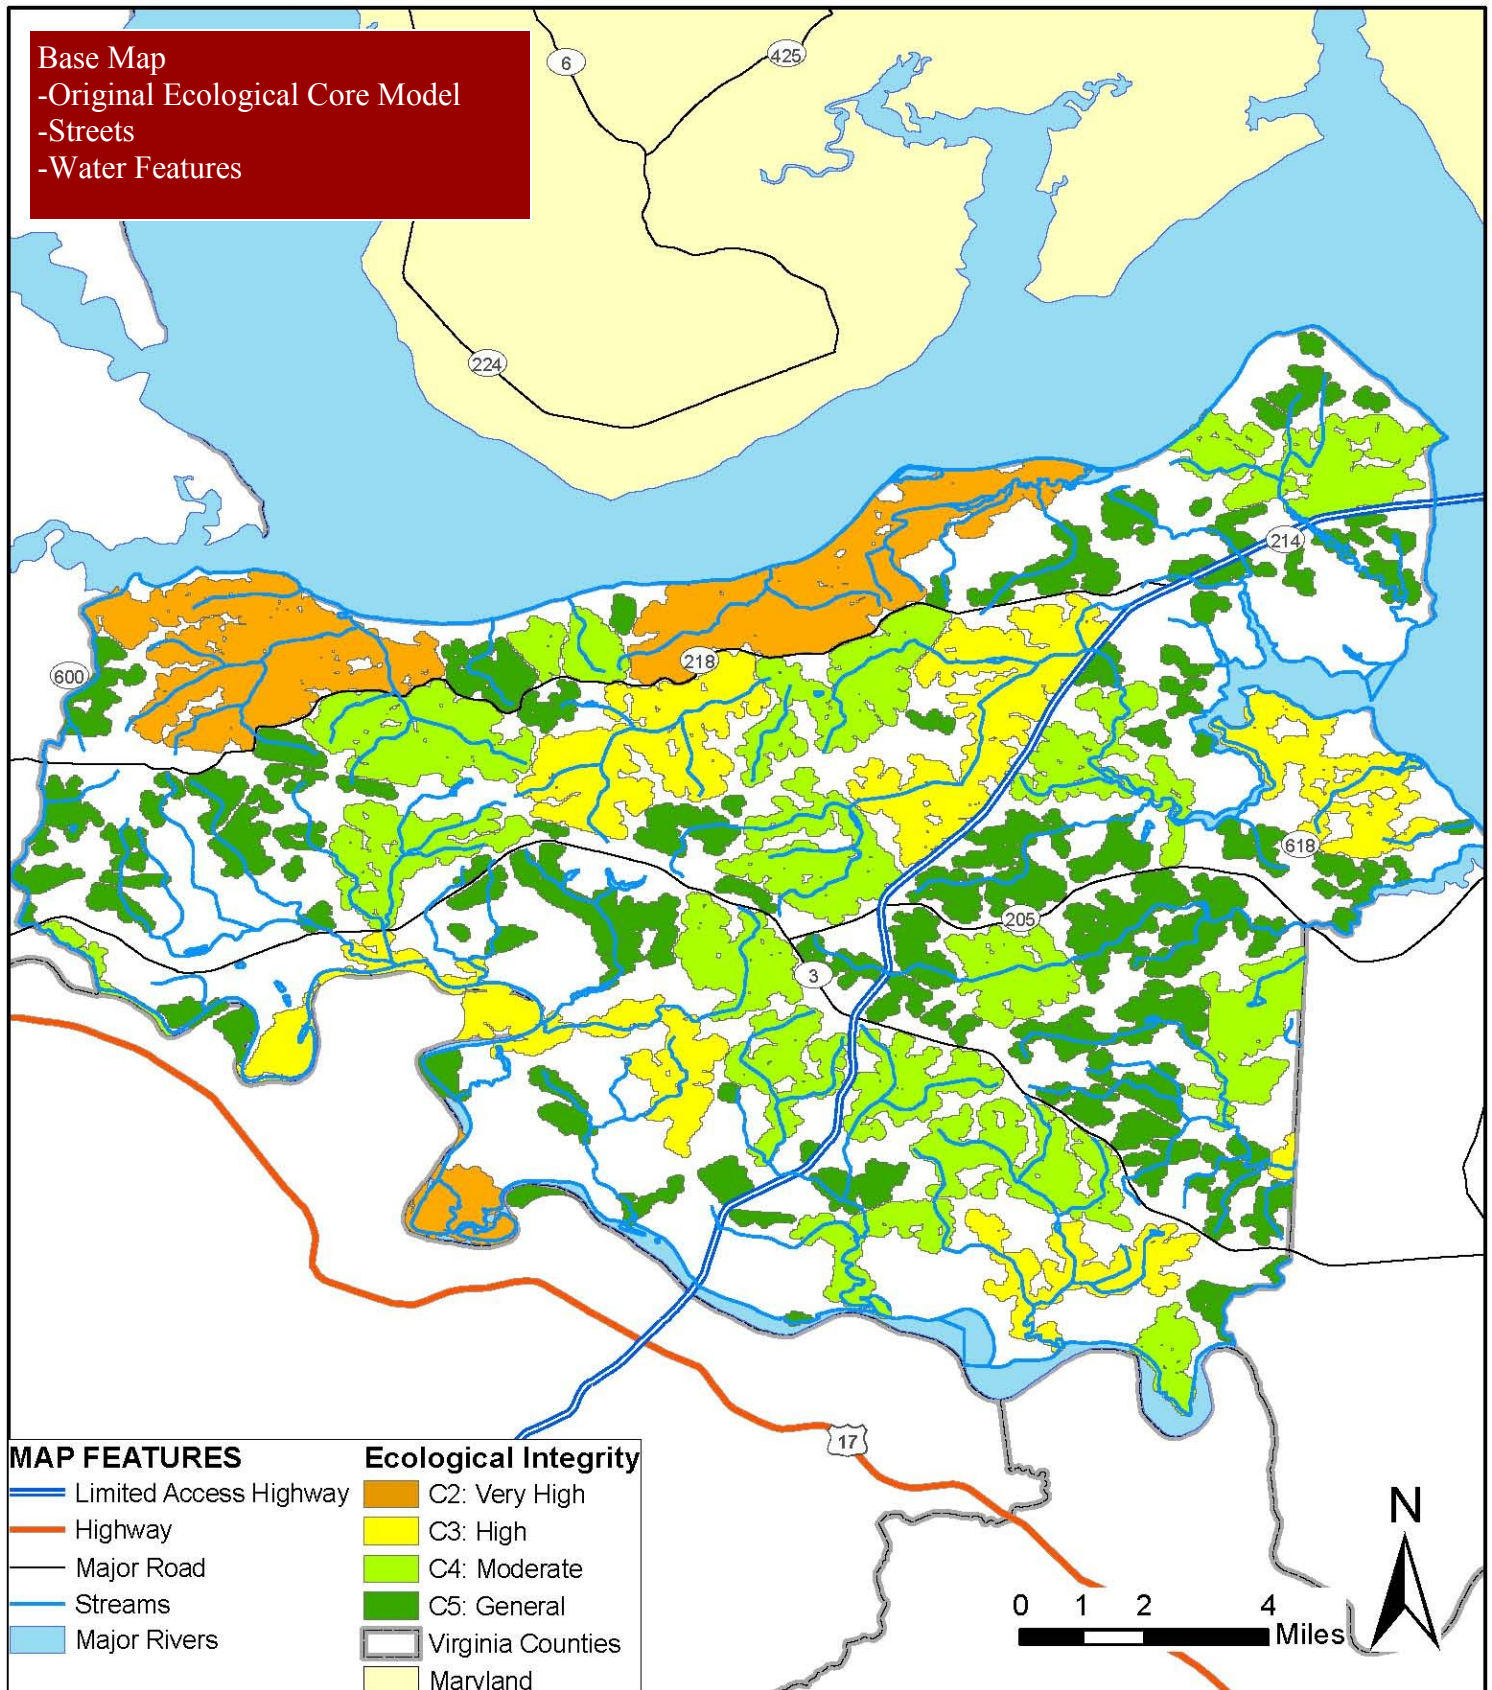 Base Map
-Original Ecological Core Model
-Streets
-Water Features
6
425
224
214
600
218
618
205
3
17
MAP FEATURES
Limited Access Highway
Highway
Major Road
Streams
Major Rivers
Ecological Integrity
C2: Very High
C3: High
C4: Moderate
C5: General
Virginia Counties
Maryland
N
0 1 2 4
Miles